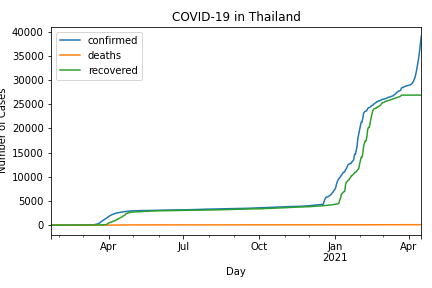 COVID-19 in Thailand
confirmed
deaths
recovered
Number of Cases
40000
35000
30000
25000
20000
15000
10000
5000
0
Apr
Jul
Oct
Jan
2021
Apr
Day